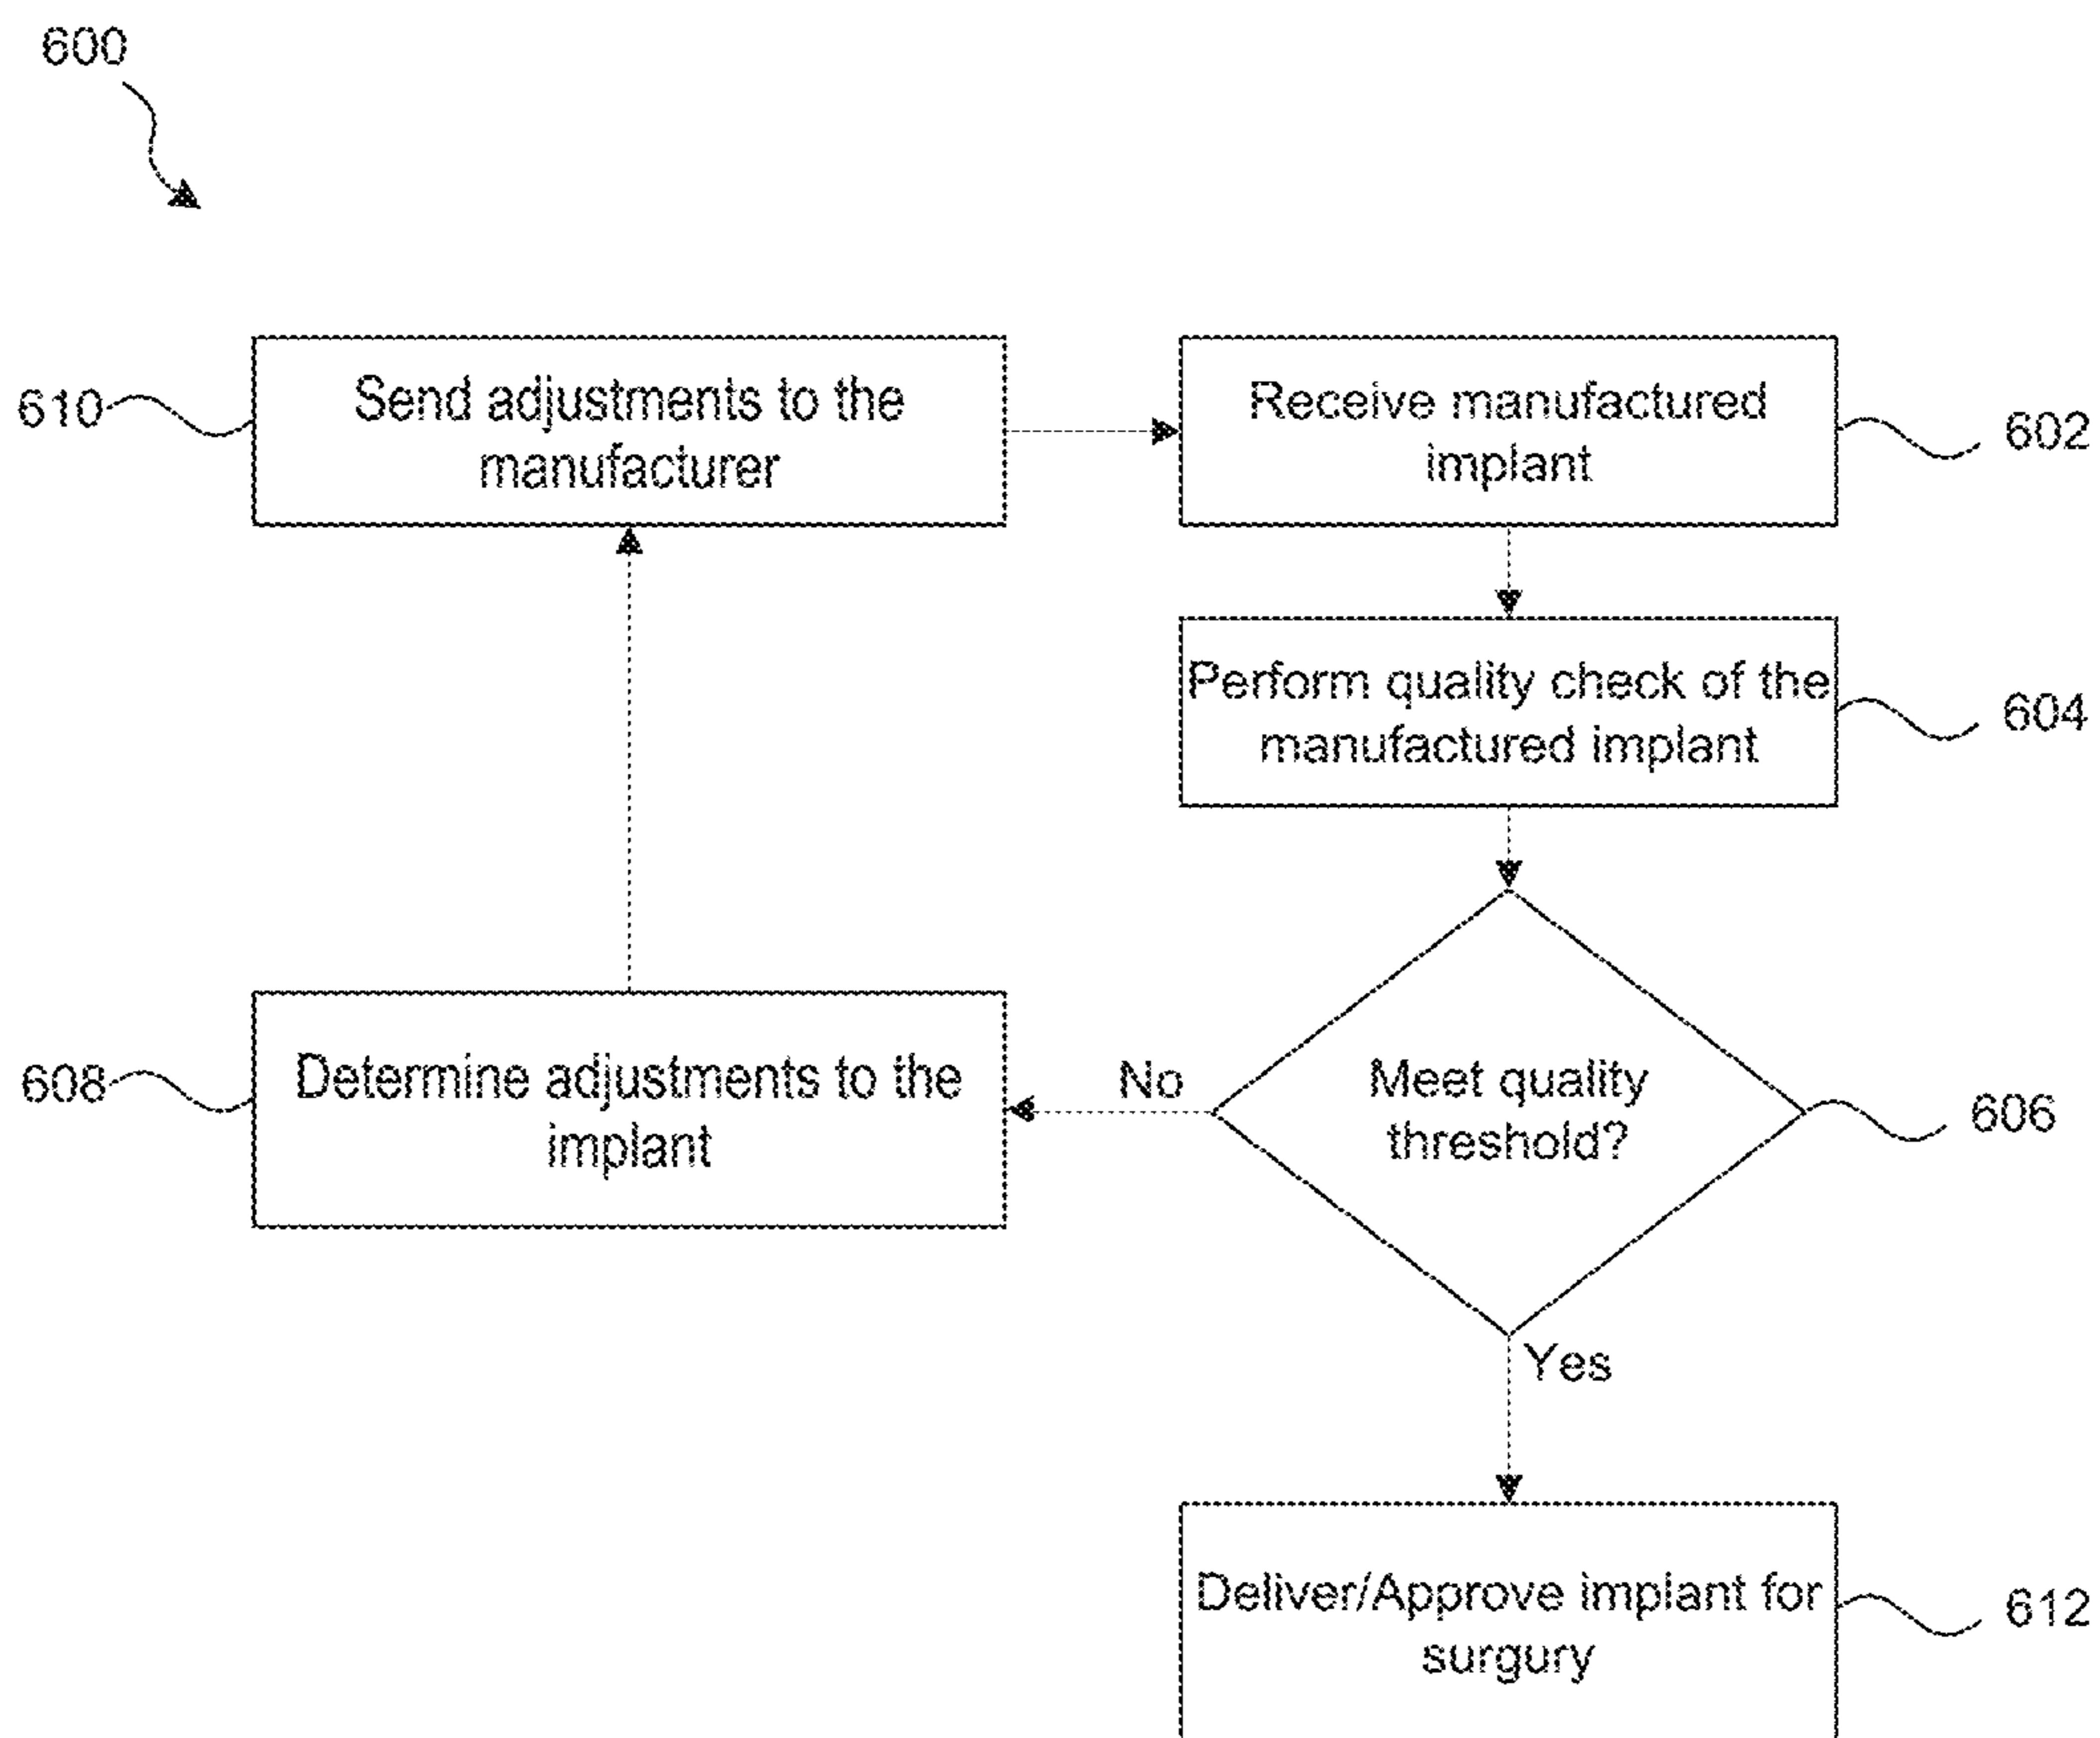 600
610
Send adjustments to the
manufacturer
Receive manufactured
implant
602
Perform quality check of the
manufactured implant
604
608
Determine adjustments to the
implant
No
Meet quality
threshold?
606
Yes
Deliver/Approve implant for
surgury
612